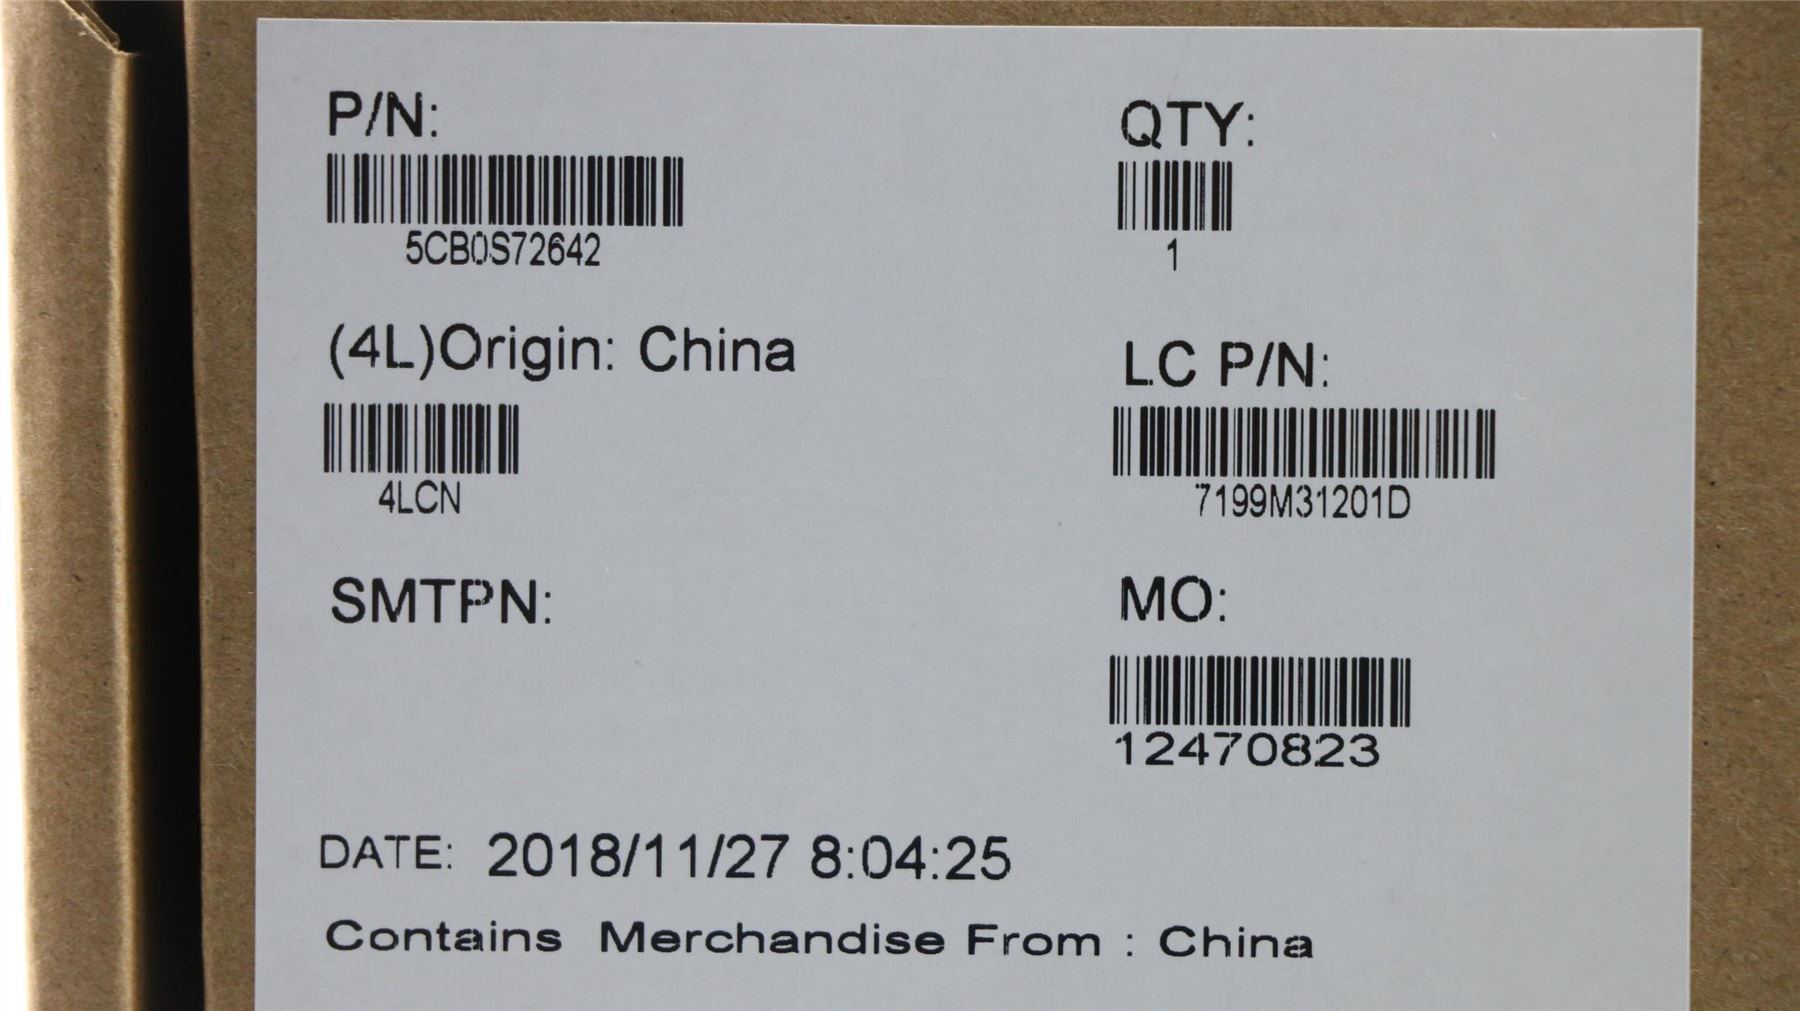 P/N:
5CB0S72642
QTY:
1
(4L)Origin: China
4LCN
LC P/N:
7199M31201D
SMTPN:
MO:
12470823
DATE: 2018/11/27 8:04:25
Contains Merchandise From : China